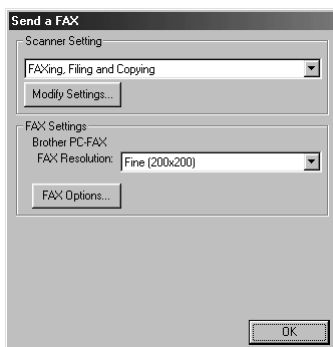 Send a FAX
Scanner Setting
FAXing, Filing and Copying
Modify Settings...
FAX Settings
Brother PC-FAX
FAX Resolution: Fine (200x200)
FAX Options...
OK